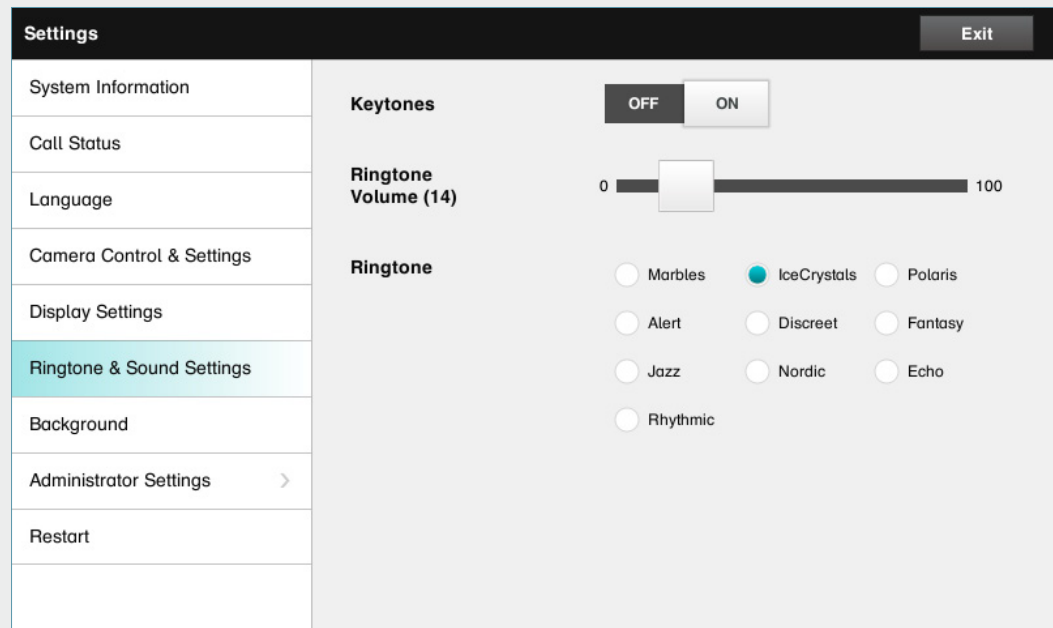 Settings
Exit
System Information
Call Status
Language
Camera Control & Settings
Display Settings
Ringtone & Sound Settings
Background
Administrator Settings
Restart
Keytones
OFF ON
Ringtone
Volume (14)
0 100
Ringtone
Marbles IceCrystals Polaris
Alert Discreet Fantasy
Jazz Nordic Echo
Rhythmic